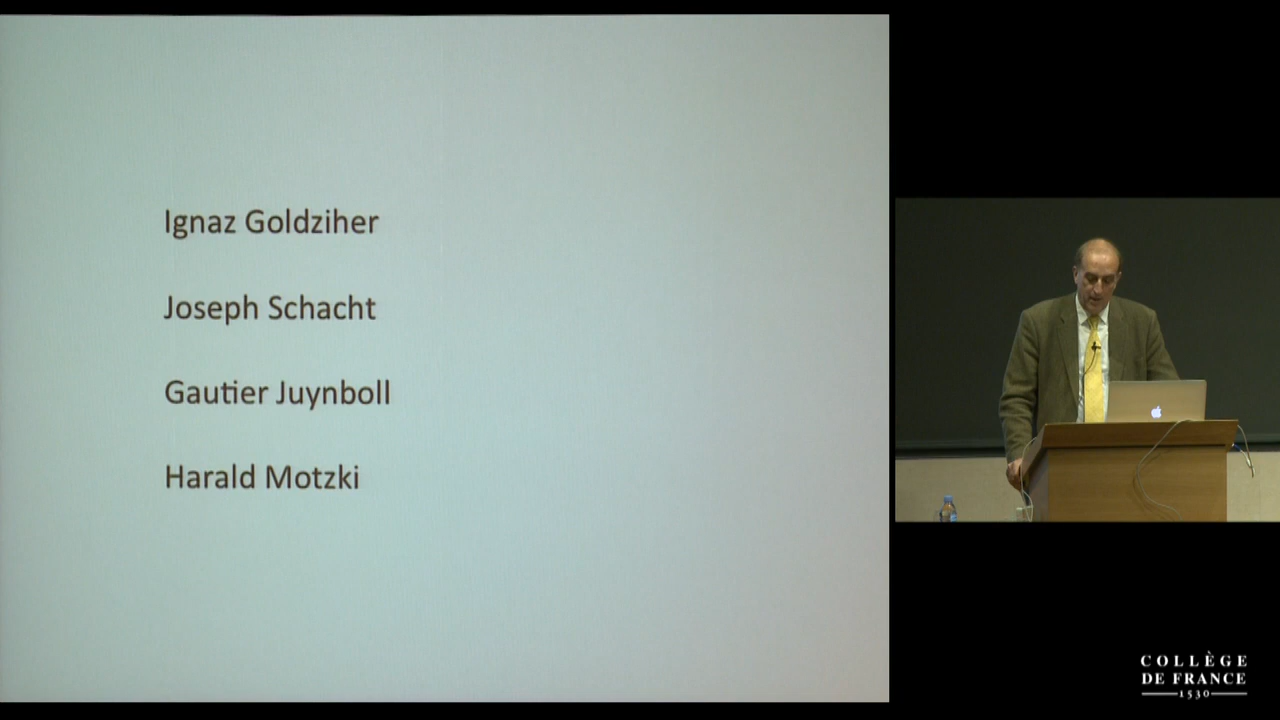 Ignaz Goldziher
Joseph Schacht
Gautier Juynboll
Harald Motzki
COLLÈGE
DE FRANCE
1530